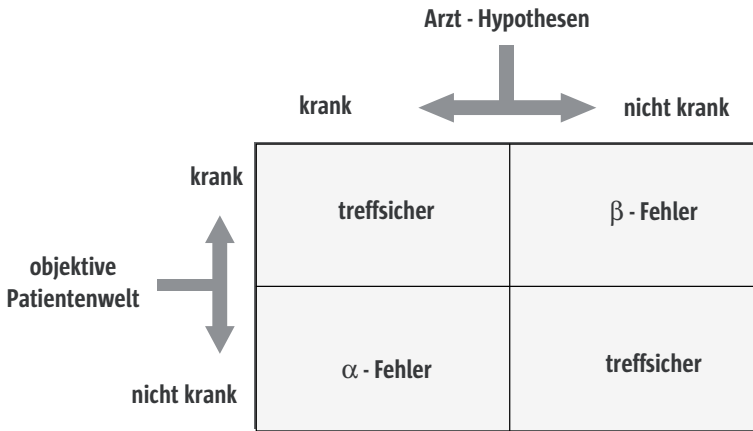 Arzt - Hypothesen
krank
nicht krank
krank
treffsicher
β - Fehler
objektive
Patientenwelt
nicht krank
α - Fehler
treffsicher